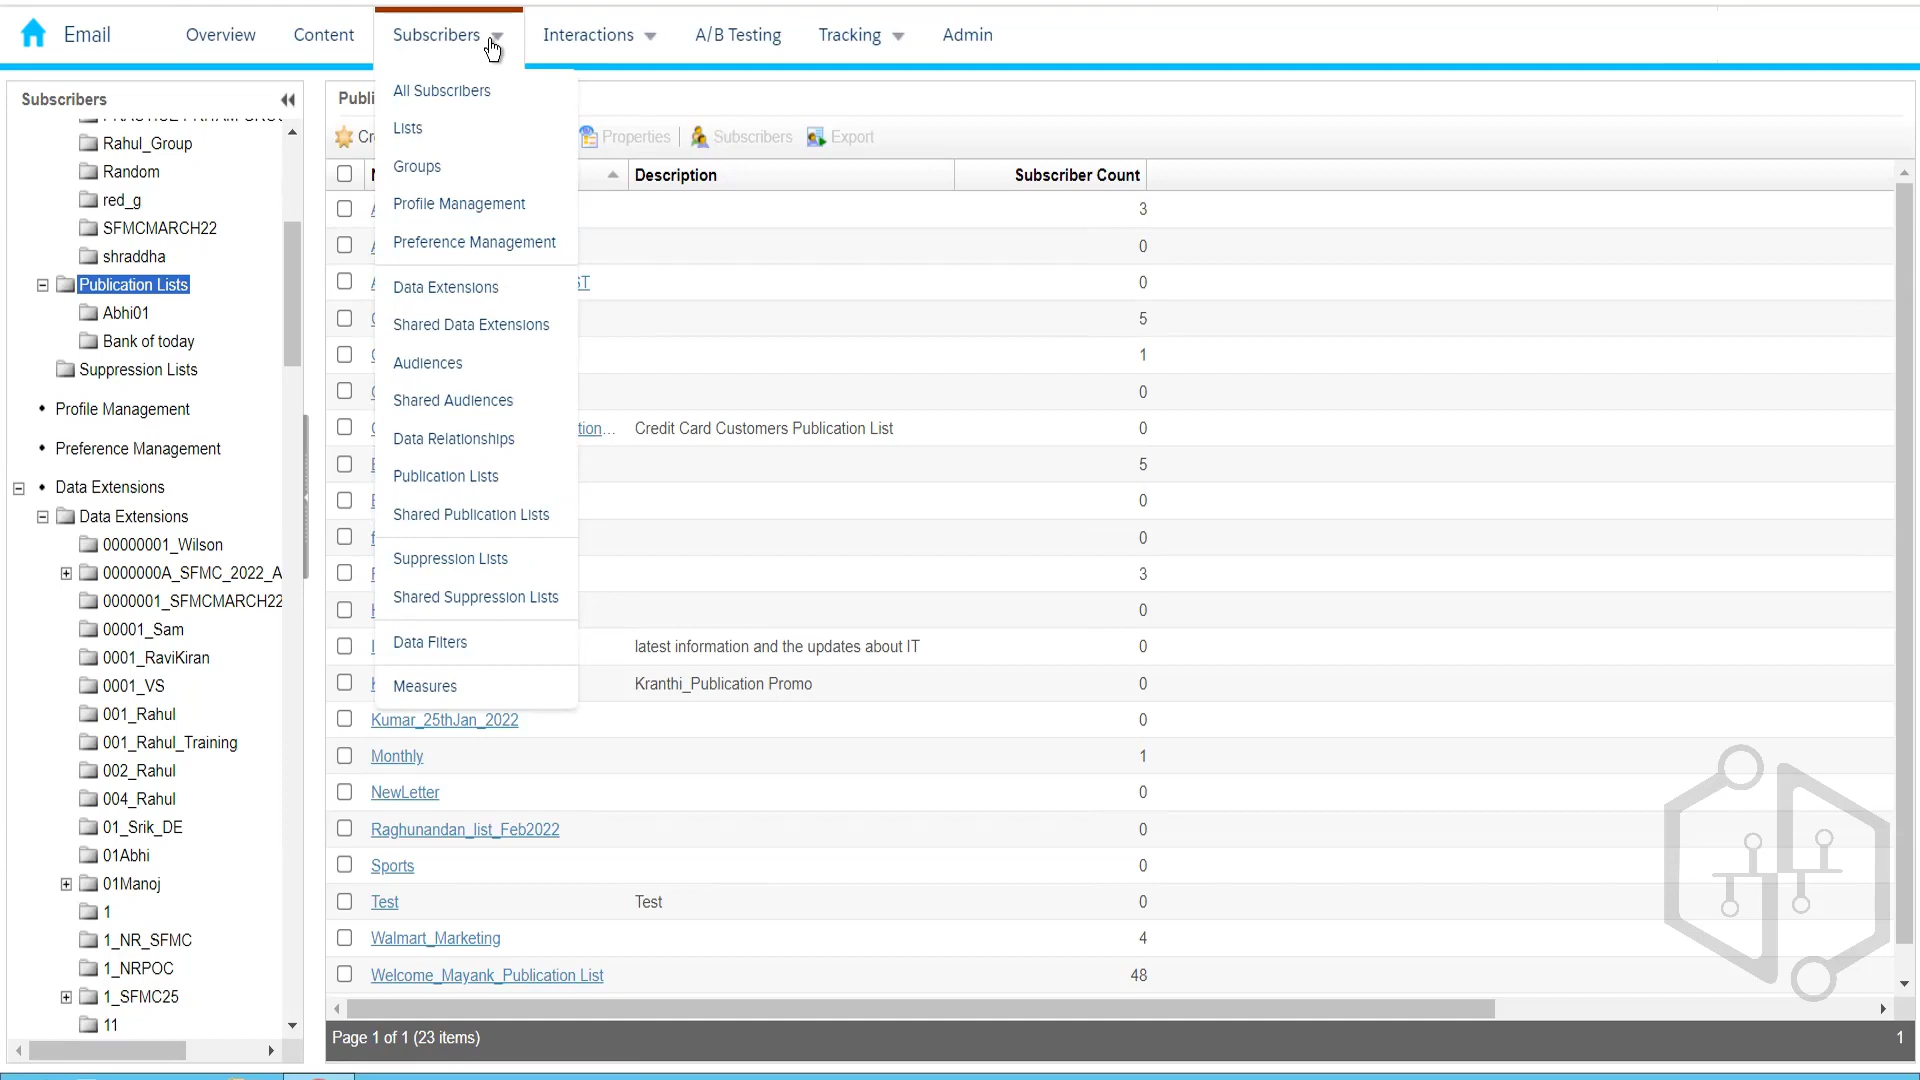 Email
Overview
Content
Subscribers
Interactions
A/B Testing
Tracking
Admin
Subscribers
Rahul_Group
Random
red_g
SFMCMARCH22
shraddha
Publication Lists
Abhi01
Bank of today
Suppression Lists
• Profile Management
• Preference Management
• Data Extensions
Data Extensions
00000001_Wilson
0000000A_SFMC_2022_A
0000001_SFMCMARCH22
00001_Sam
0001_RaviKiran
0001_VS
001_Rahul
001_Rahul_Training
002_Rahul
004_Rahul
01_Srik_DE
01Abhi
01Manoj
1
1_NR_SFMC
1_NRPOC
1_SFMC25
11
All Subscribers
Lists
Groups
Profile Management
Preference Management
Data Extensions
Shared Data Extensions
Audiences
Shared Audiences
Data Relationships
Publication Lists
Shared Publication Lists
Suppression Lists
Shared Suppression Lists
Data Filters
Measures
Properties
Subscribers
Export
Description
Subscriber Count
3
0
0
5
1
0
tion... Credit Card Customers Publication List 0
5
0
0
3
0
latest information and the updates about IT 0
Kranthi_Publication Promo 0
Kumar_25thJan_2022 0
Monthly 1
NewLetter 0
Raghunandan_list_Feb2022 0
Sports 0
Test Test 0
Walmart_Marketing 4
Welcome_Mayank_Publication List 48
Page 1 of 1 (23 items)
1